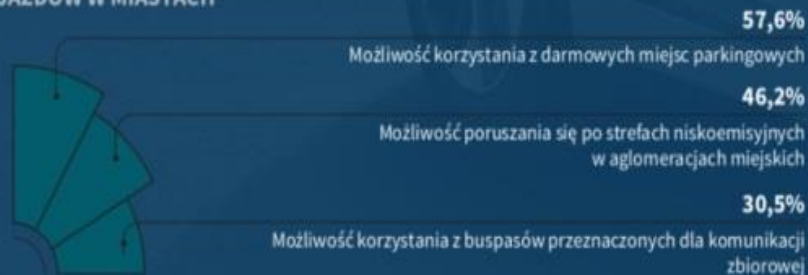 W MIASTACH
57,6%
Możliwość korzystania z darmowych miejsc parkingowych
46,2%
Możliwość poruszania się po strefach niskoemisyjnych
w aglomeracjach miejskich
30,5%
Możliwość korzystania z buspasów przeznaczonych dla komunikacji
zbiorowej